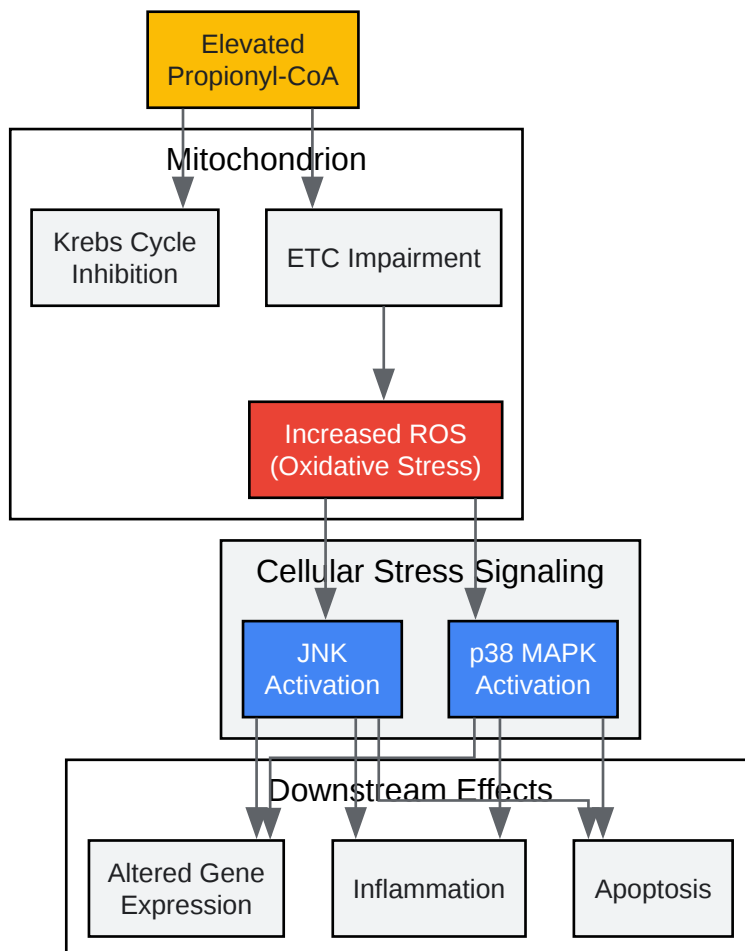 Elevated
Propionyl-CoA
Mitochondrion
Krebs Cycle
Inhibition
ETC Impairment
Increased ROS
(Oxidative Stress)
Cellular Stress Signaling
JNK
Activation
p38 MAPK
Activation
Downstream Effects
Altered Gene
Expression
Inflammation
Apoptosis